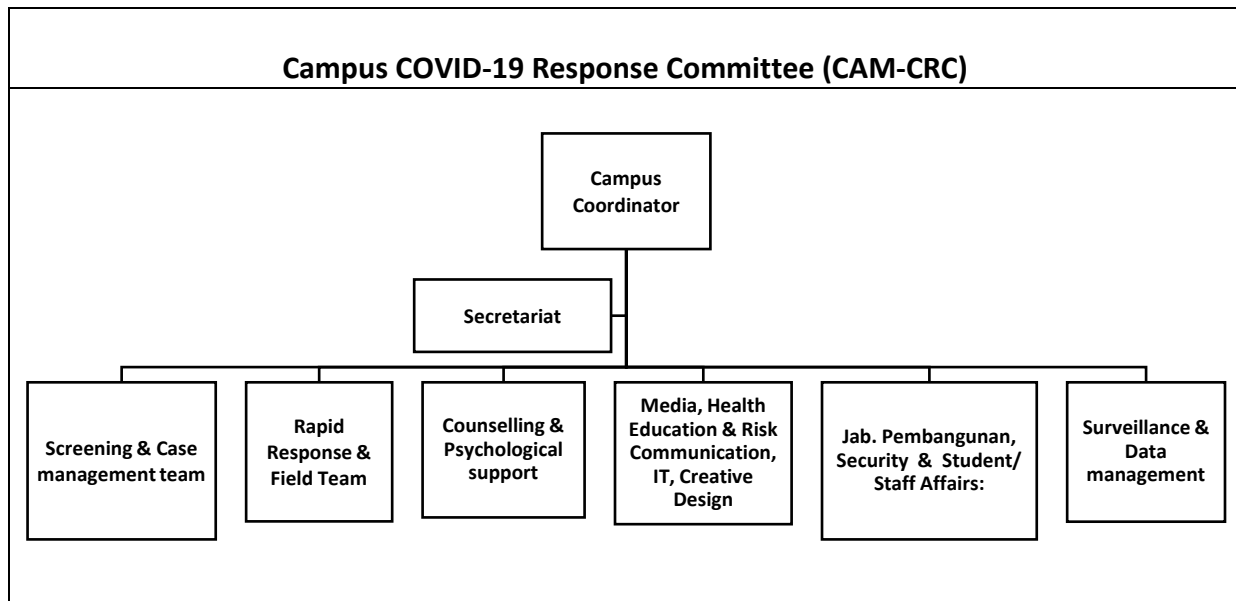 Campus COVID-19 Response Committee (CAM-CRC)
Campus
Coordinator
Secretariat
Screening & Case
management team
Rapid
Response &
Field Team
Counselling &
Psychological
support
Media, Health
Education & Risk
Communication,
IT, Creative
Design
Jab. Pembangunan,
Security & Student/
Staff Affairs:
Surveillance &
Data
management